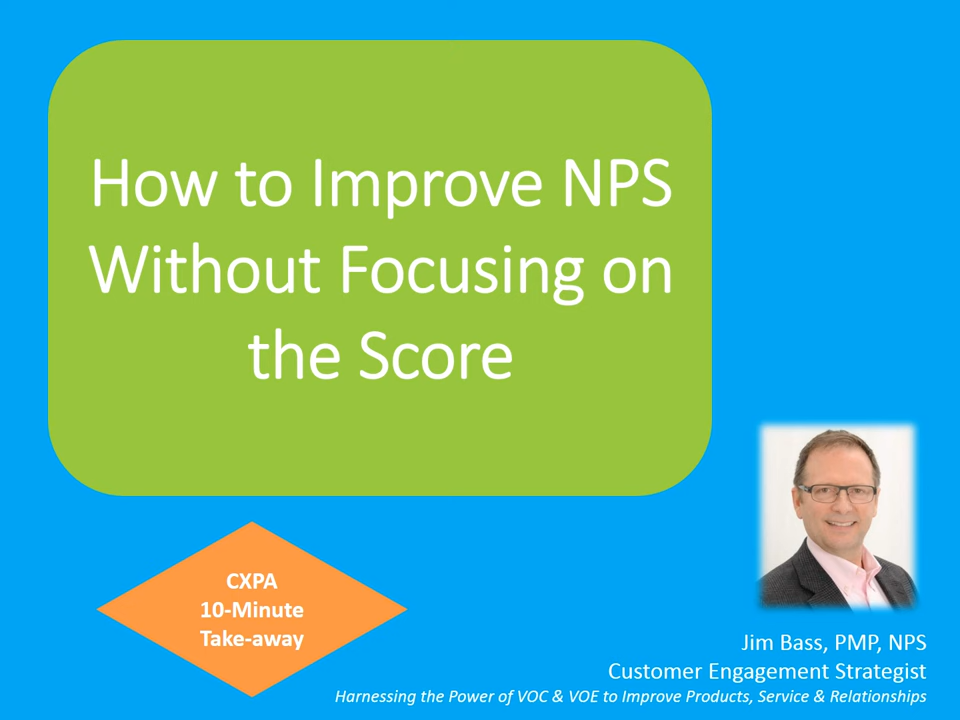 How to Improve NPS
Without Focusing on
the Score
CXPA
10-Minute
Take-away
Jim Bass, PMP, NPS
Customer Engagement Strategist
Harnessing the Power of VOC & VOE to Improve Products, Service & Relationships